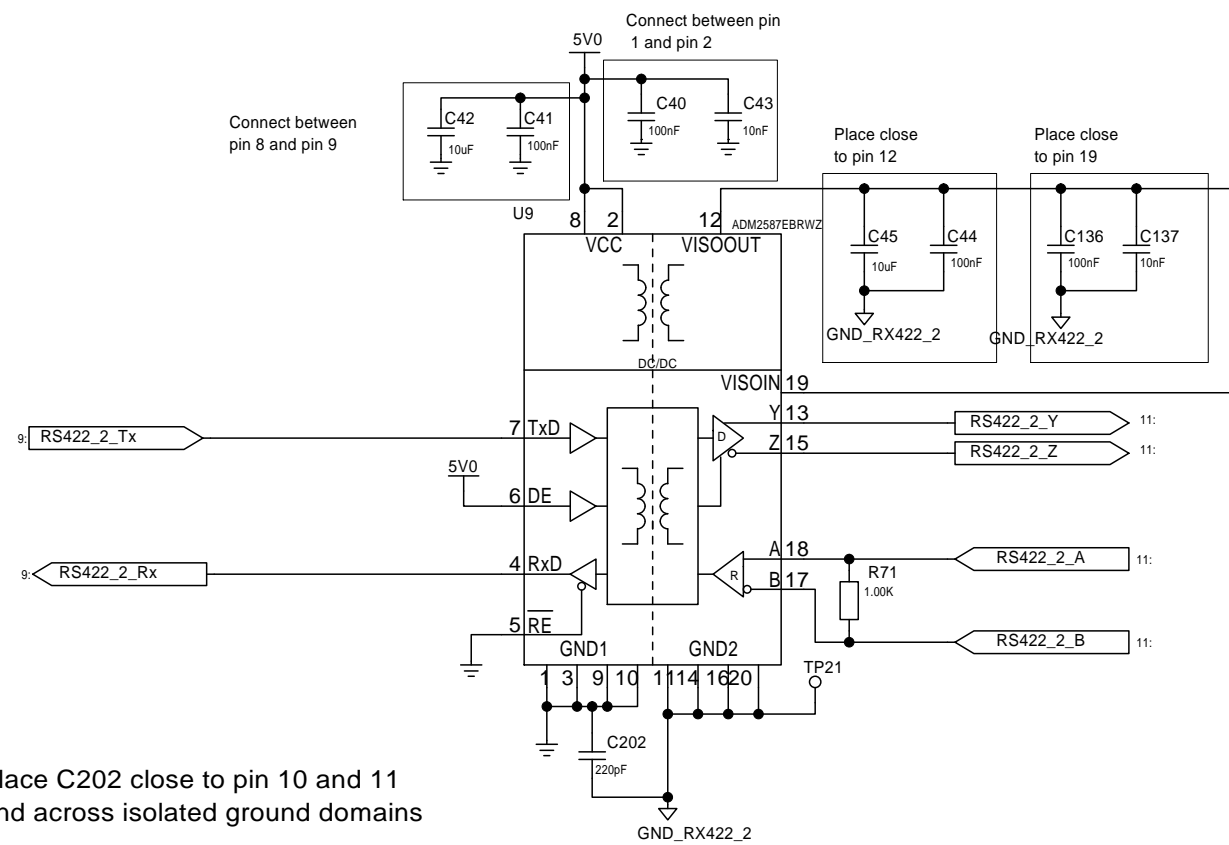 Connect between pin
1 and pin 2
5V0
Connect between
pin 8 and pin 9
C42
10uF
C41
100nF
C40
100nF
C43
10nF
Place close
to pin 12
Place close
to pin 19
C45
10uF
C44
100nF
C136
100nF
C137
10nF
GND_RX422_2
GND_RX422_2
U9
8
2
12
ADM2587EBRWZ
VCC
VISOOUT
DC/DC
VISOIN 19
9: RS422_2_Tx
7 TxD
D
Y 13
RS422_2_Y 11:
Z 15
RS422_2_Z 11:
5V0
6 DE
9: RS422_2_Rx
4 RxD
R
A 18
RS422_2_A 11:
B 17
R71
1.00K
RS422_2_B 11:
5 RE
GND1
GND2
1 3 9 10 11 14 16 20
TP21
C202
220pF
GND_RX422_2
lace C202 close to pin 10 and 11
nd across isolated ground domains